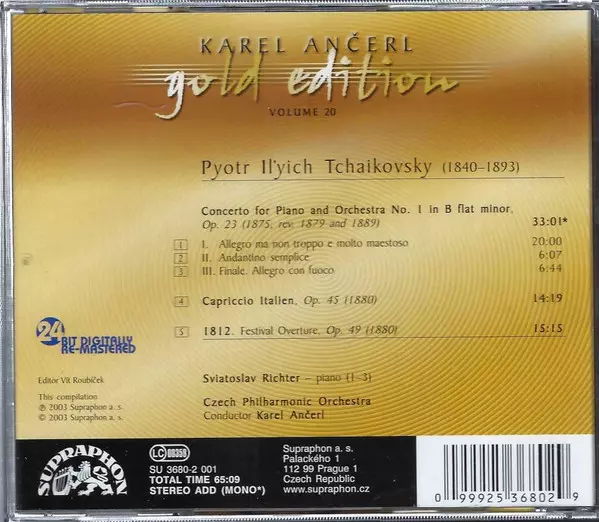 KAREL ANČERL
gold edition
VOLUME 20
Pyotr Il'yich Tchaikovsky (1840–1893)
Concerto for Piano and Orchestra No. 1 in B flat minor,
Op. 23 (1875, rev. 1879 and 1889) 33:01*
1 I. Allegro ma non troppo e molto maestoso 20:00
2 II. Andantino semplice 6:07
3 III. Finale. Allegro con fuoco 6:44
4 Capriccio Italien, Op. 45 (1880) 14:19
5 1812. Festival Overture, Op. 49 (1880) 15:15
24
BIT DIGITALLY
RE-MASTERED
Editor Vít Roubíček
This compilation
℗ 2003 Supraphon a. s.
© 2003 Supraphon a. s.
Sviatoslav Richter – piano (1–3)
Czech Philharmonic Orchestra
Conductor Karel Ančerl
SUPRAPHON
LC 00358
SU 3680-2 001
TOTAL TIME 65:09
STEREO ADD (MONO*)
Supraphon a. s.
Palackého 1
112 99 Prague 1
Czech Republic
www.supraphon.cz
0 99925 36802 9